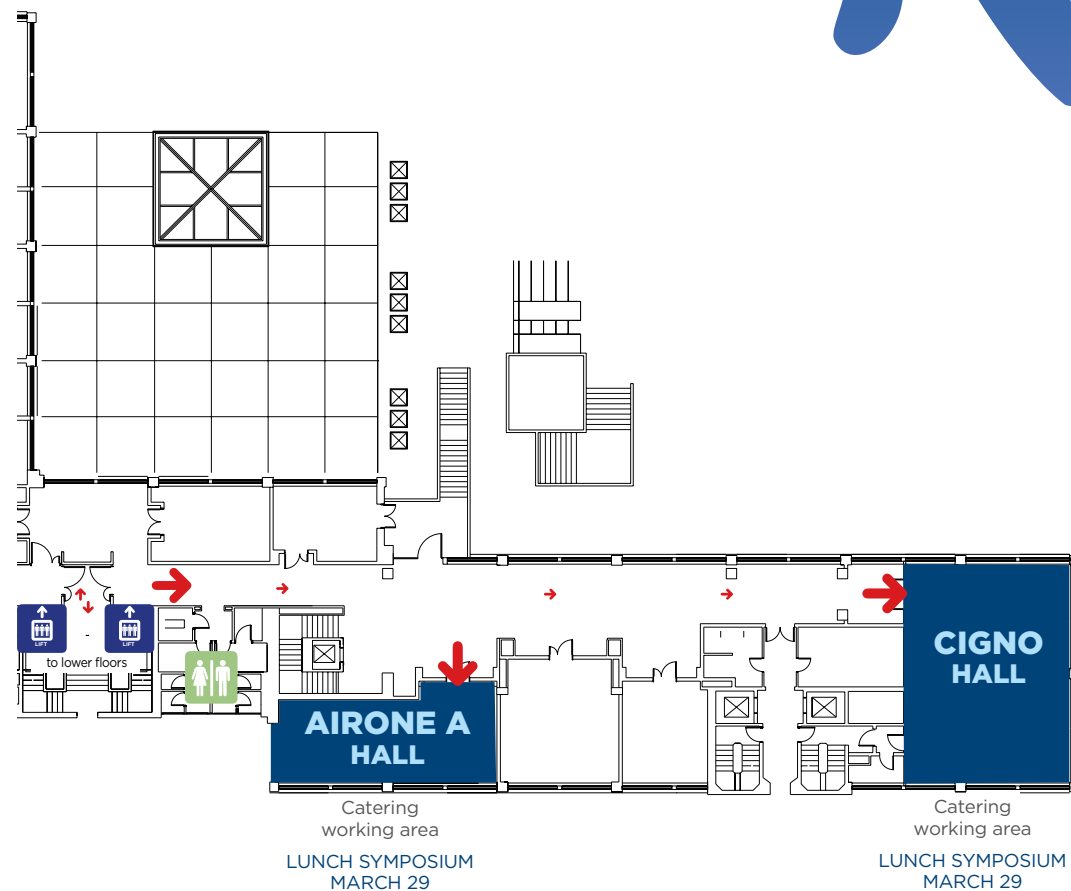 LIFT
LIFT
to lower floors
CIGNO
HALL
AIRONE A
HALL
Catering
working area
LUNCH SYMPOSIUM
MARCH 29
Catering
working area
LUNCH SYMPOSIUM
MARCH 29